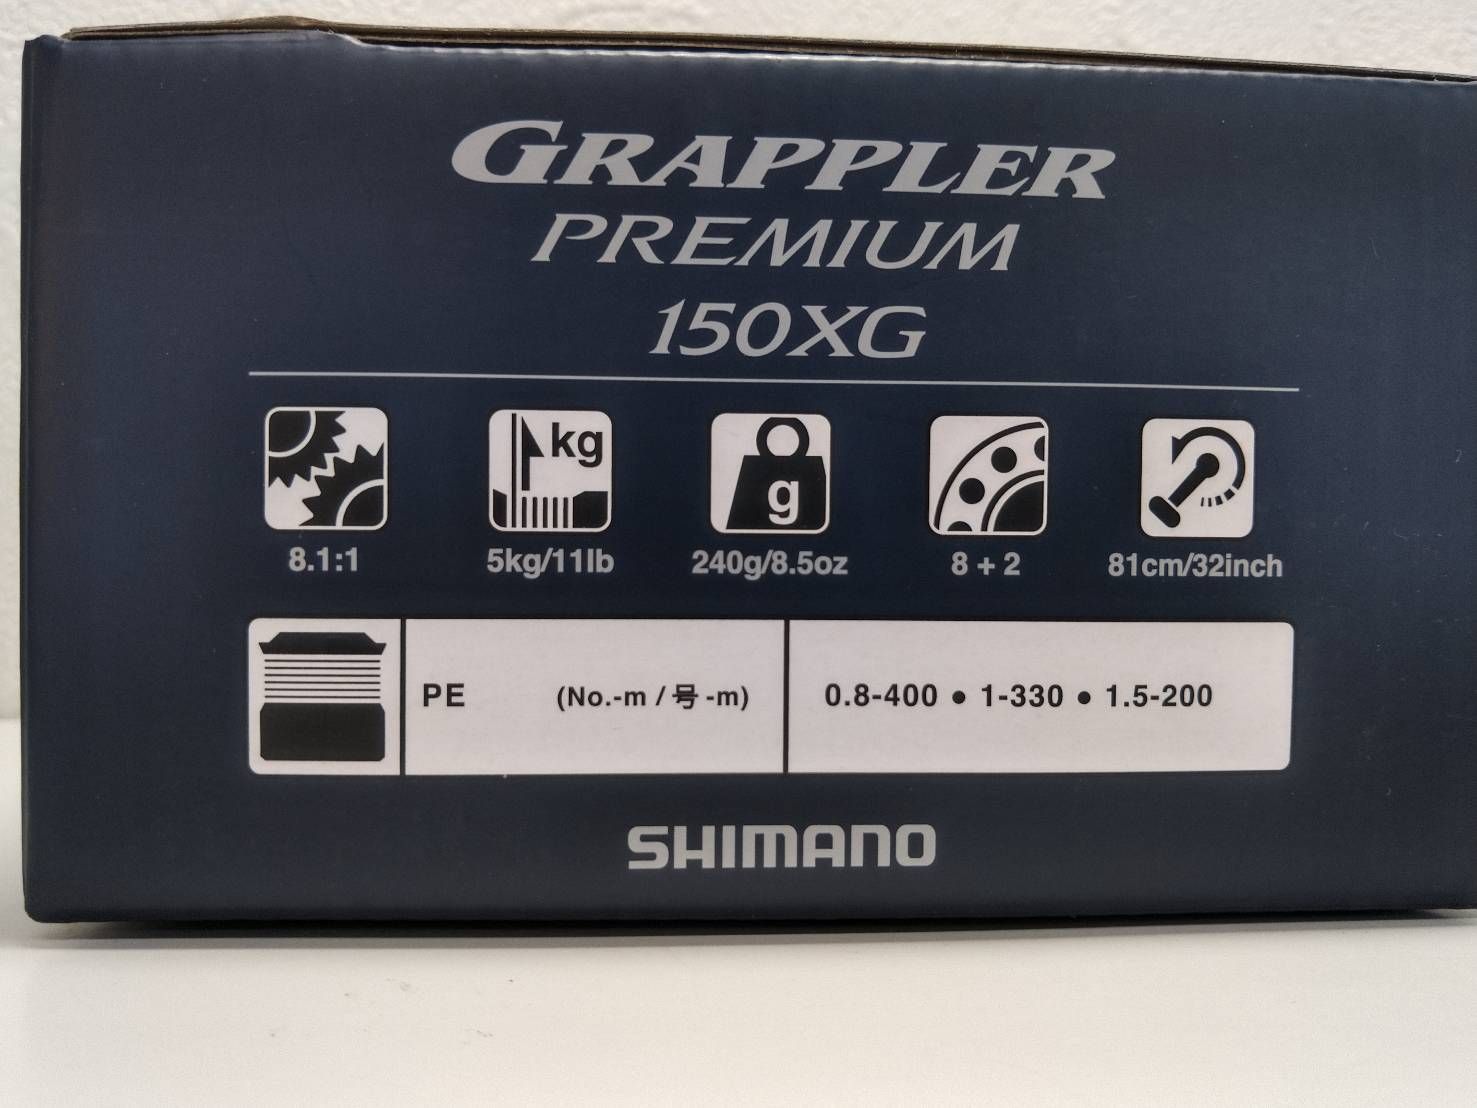 GRAPPLER
PREMIUM
150XG
kg
g
8.1:1 5kg/11lb 240g/8.5oz 8 + 2 81cm/32inch
PE (No.-m / 号 -m) 0.8-400 ● 1-330 ● 1.5-200
SHIMANO